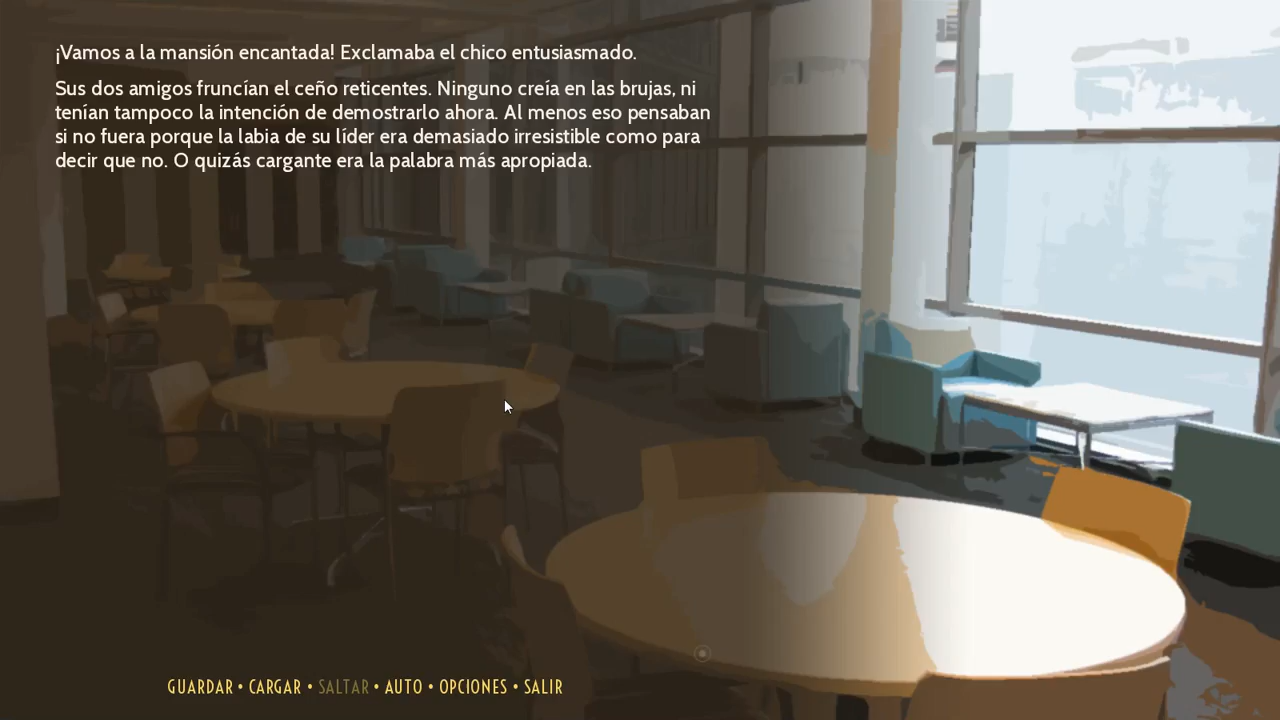 ¡Vamos a la mansión encantada! Exclamaba el chico entusiasmado.
Sus dos amigos fruncían el ceño reticentes. Ninguno creía en las brujas, ni
tenían tampoco la intención de demostrarlo ahora. Al menos eso pensaban
si no fuera porque la labia de su líder era demasiado irresistible como para
decir que no. O quizás cargante era la palabra más apropiada.
GUARDAR • CARGAR • SALTAR • AUTO • OPCIONES • SALIR